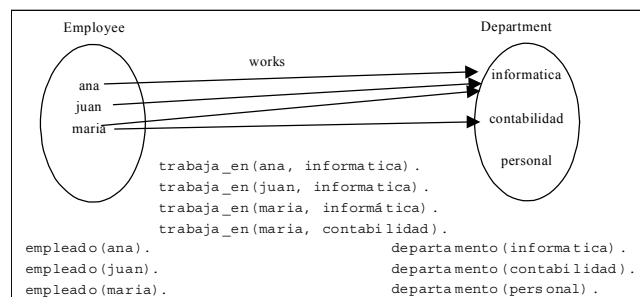 Employee
Department
works
ana
juan
maria
informatica
contabilidad
personal
trabaja_en(ana, informatica).
trabaja_en(juan, informatica).
trabaja_en(maria, informática).
trabaja_en(maria, contabilidad).
empleado(ana).
departamento(informatica).
empleado(juan).
departamento(contabilidad).
empleado(maria).
departamento(personal).